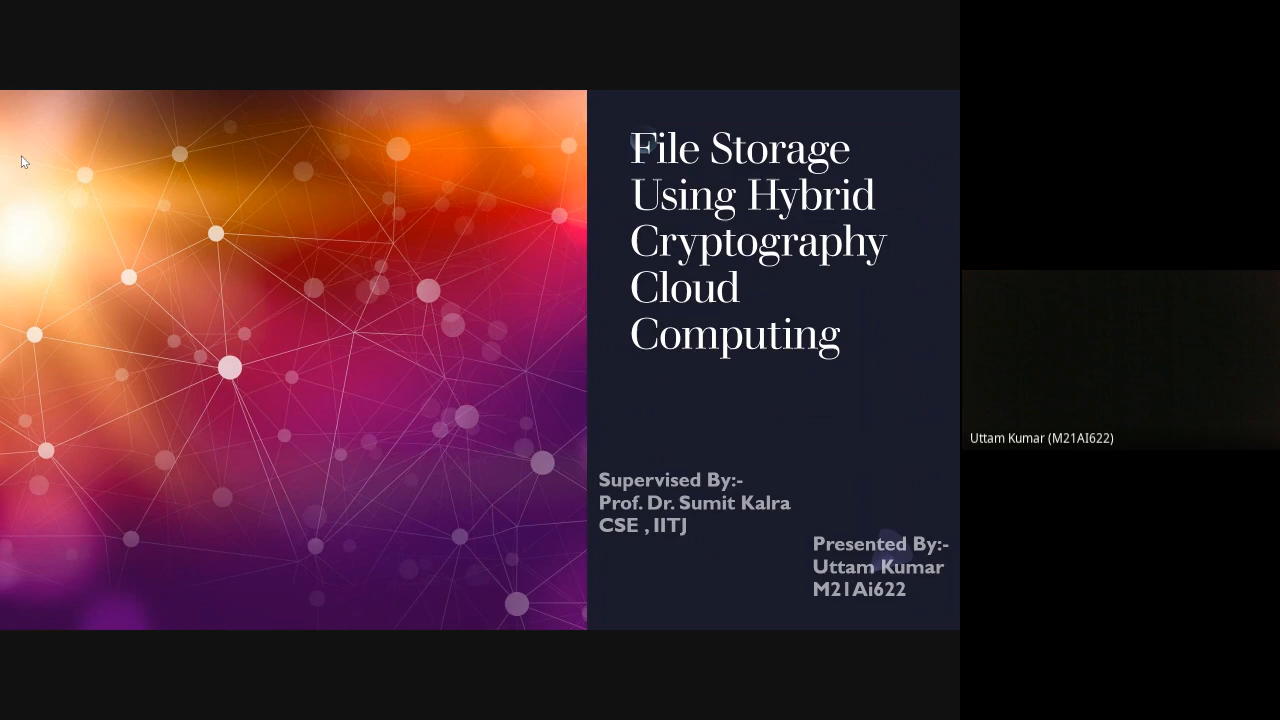 File Storage
Using Hybrid
Cryptography
Cloud
Computing
Supervised By:-
Prof. Dr. Sumit Kalra
CSE , IITJ
Presented By:-
Uttam Kumar
M21Ai622
Uttam Kumar (M21AI622)